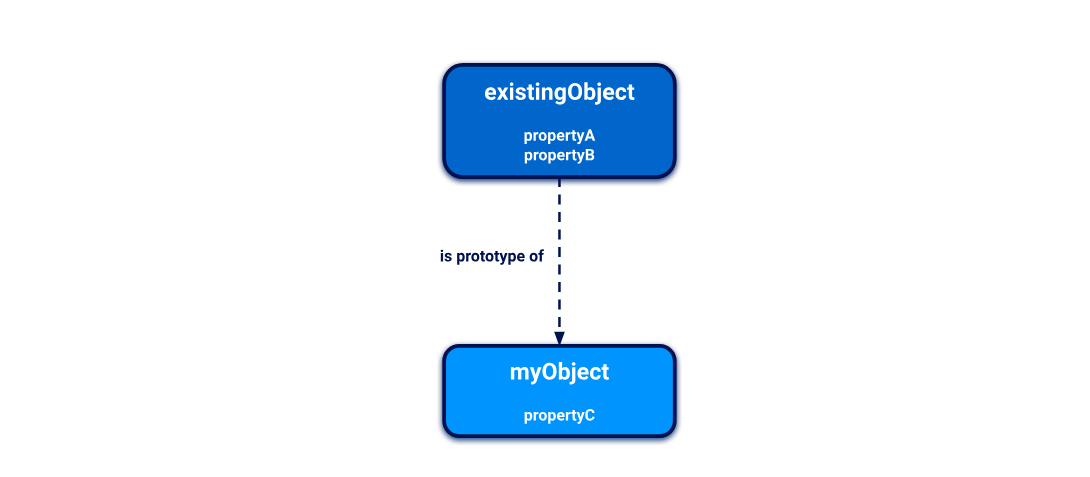 existingObject
propertyA
propertyB
is prototype of
myObject
propertyC